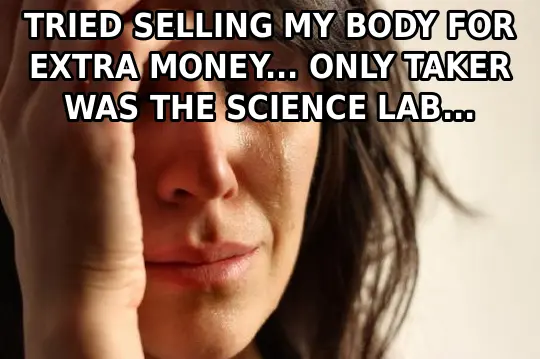 TRIED SELLING MY BODY FOR
EXTRA MONEY... ONLY TAKER
WAS THE SCIENCE LAB...